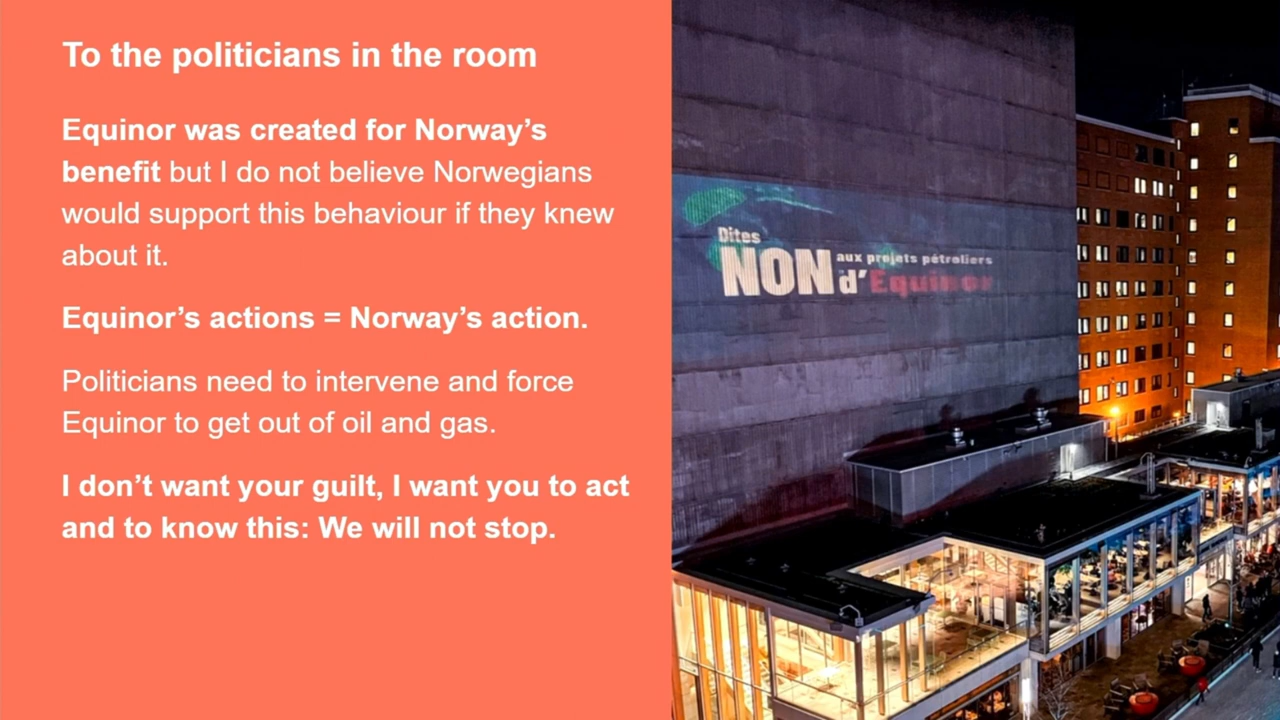 To the politicians in the room
Equinor was created for Norway’s
benefit but I do not believe Norwegians
would support this behaviour if they knew
about it.
Equinor’s actions = Norway’s action.
Politicians need to intervene and force
Equinor to get out of oil and gas.
I don’t want your guilt, I want you to act
and to know this: We will not stop.
Dites
NON aux projets pétroliers
d’Equinor